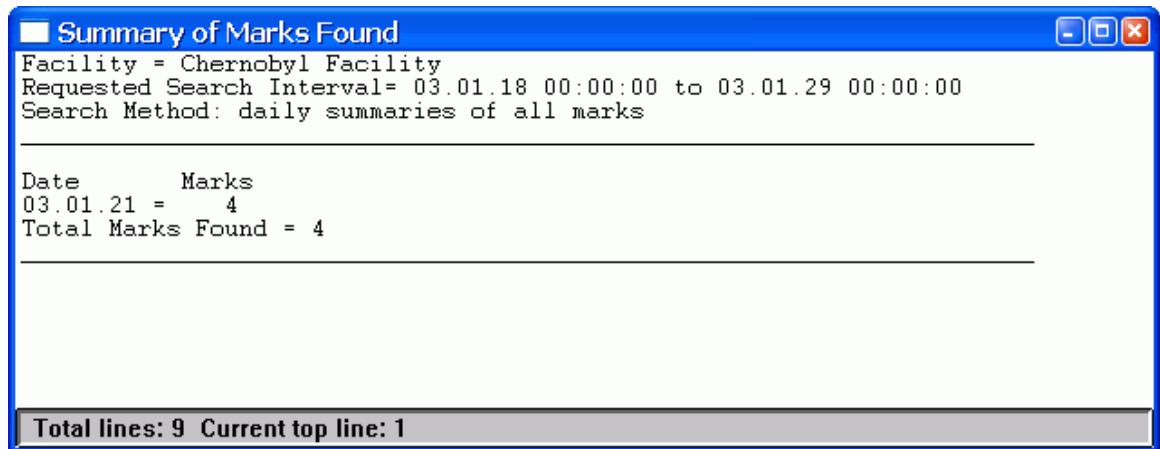 Summary of Marks Found
Facility = Chernobyl Facility
Requested Search Interval= 03.01.18 00:00:00 to 03.01.29 00:00:00
Search Method: daily summaries of all marks
Date Marks
03.01.21 = 4
Total Marks Found = 4
Total lines: 9 Current top line: 1